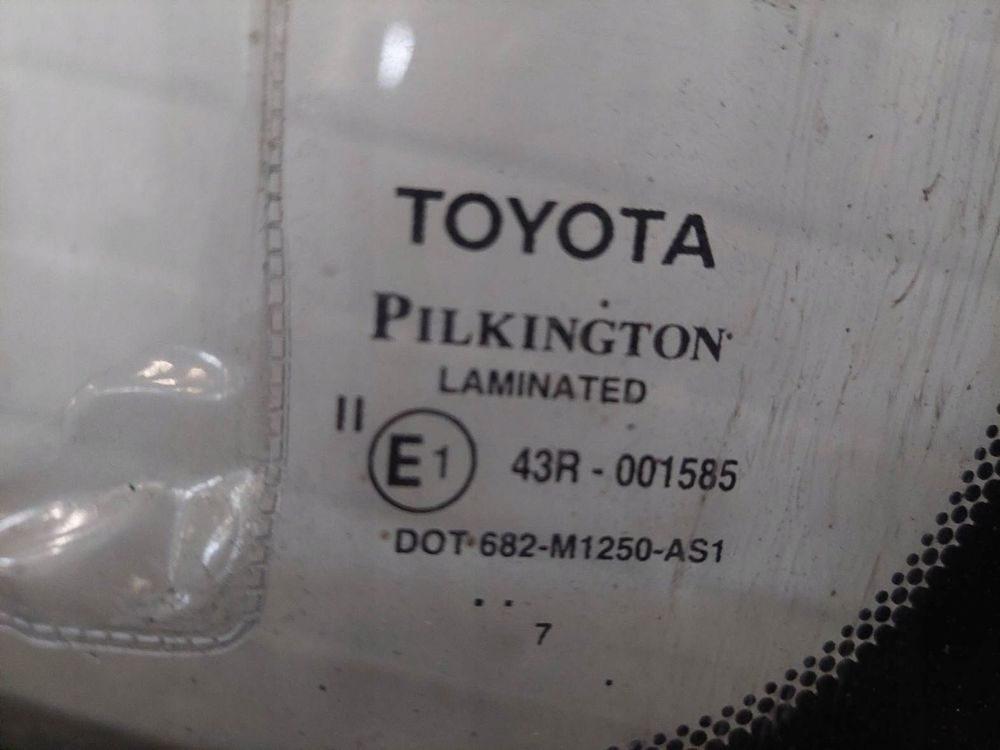 TOYOTA
PILKINGTON
LAMINATED
II E1 43R - 001585
DOT 682-M1250-AS1
. .
7